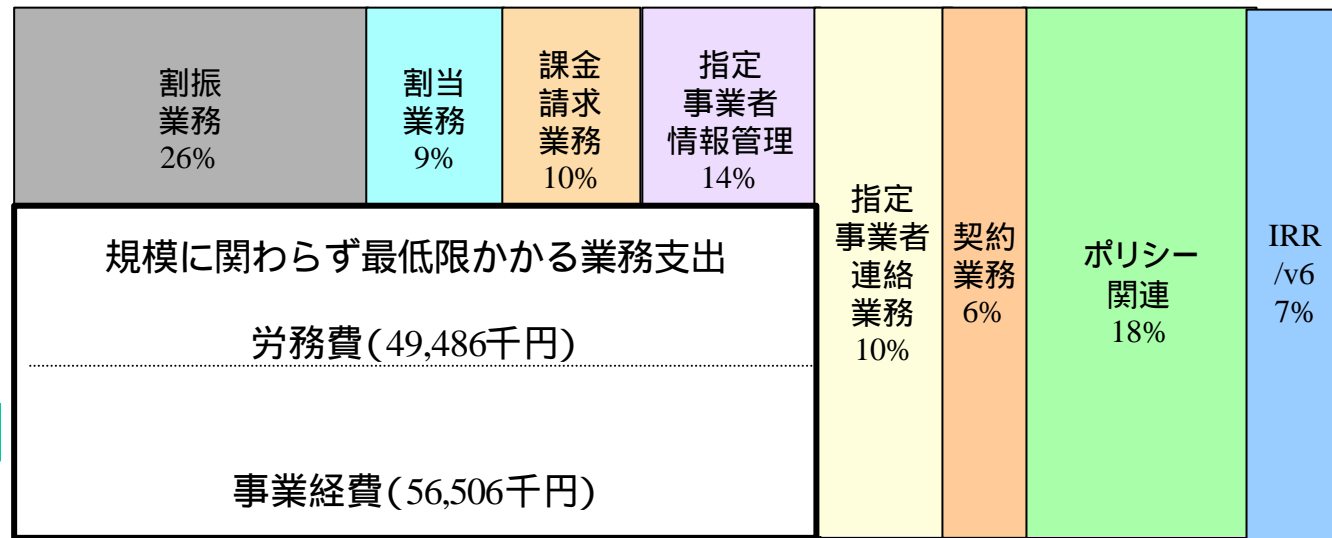 割振
業務
26%
割当
業務
9%
課金
請求
業務
10%
指定
事業者
情報管理
14%
指定
事業者
連絡
業務
10%
契約
業務
6%
ポリシー
関連
18%
IRR
/v6
7%
規模に関わらず最低限かかる業務支出
労務費(49,486千円)
事業経費(56,506千円)